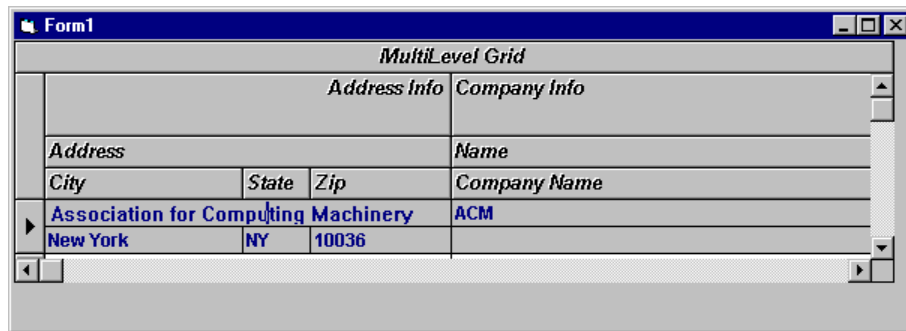 Form1
MultiLevel Grid
Address Info Company Info
Address Name
City State Zip Company Name
Association for Computing Machinery ACM
New York NY 10036